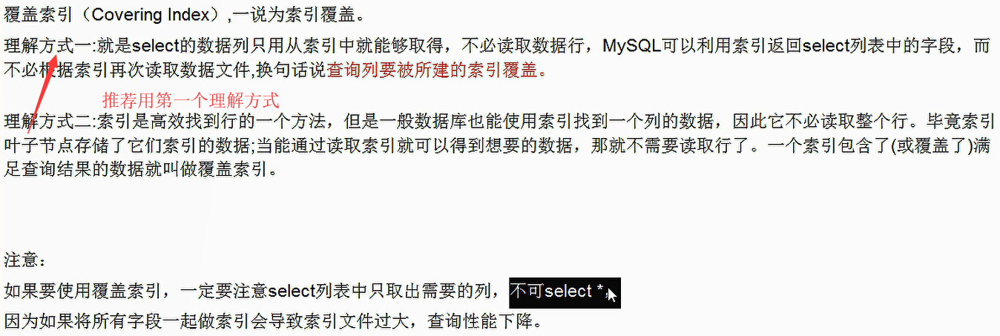 覆盖索引（Covering Index）,一说为索引覆盖。
理解方式一:就是select的数据列只用从索引中就能够取得，不必读取数据行，MySQL可以利用索引返回select列表中的字段，而
不必根据索引再次读取数据文件,换句话说查询列要被所建的索引覆盖。
推荐用第一个理解方式
理解方式二:索引是高效找到行的一个方法，但是一般数据库也能使用索引找到一个列的数据，因此它不必读取整个行。毕竟索引
叶子节点存储了它们索引的数据;当能通过读取索引就可以得到想要的数据，那就不需要读取行了。一个索引包含了(或覆盖了)满
足查询结果的数据就叫做覆盖索引。
注意：
如果要使用覆盖索引，一定要注意select列表中只取出需要的列，不可select *，
因为如果将所有字段一起做索引会导致索引文件过大，查询性能下降。